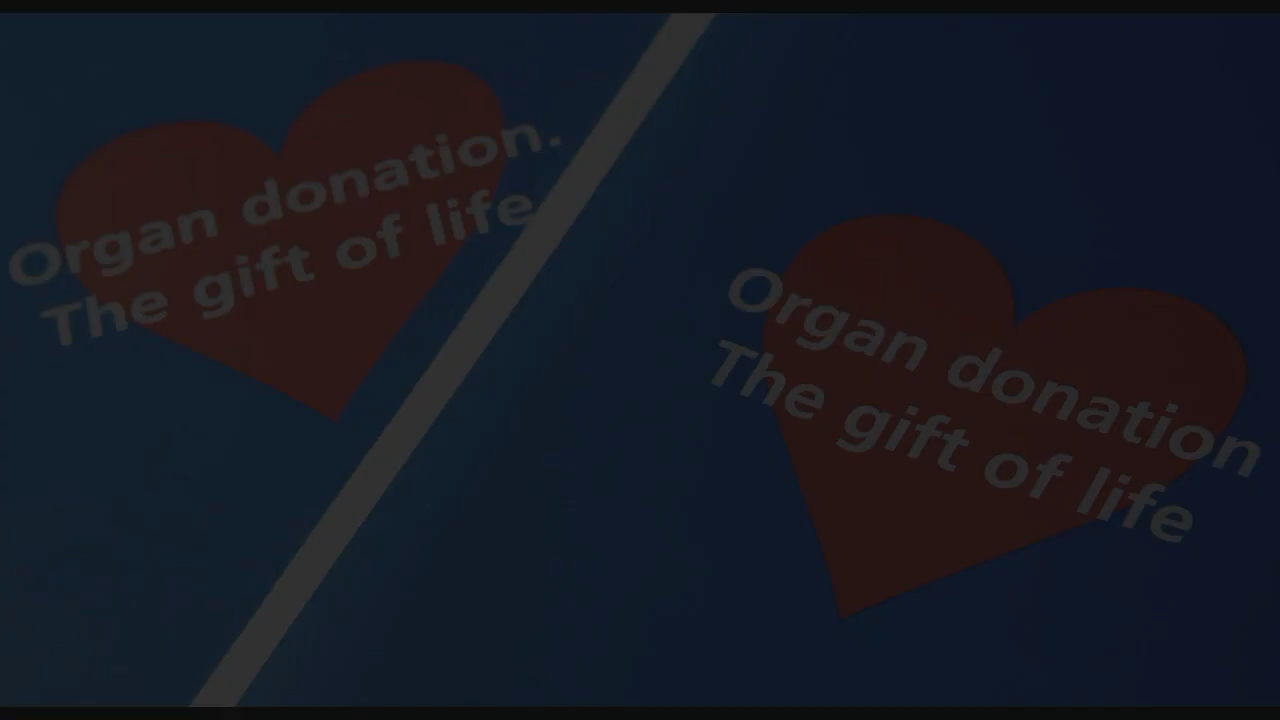 Organ donation.
The gift of life
Organ donation
The gift of life